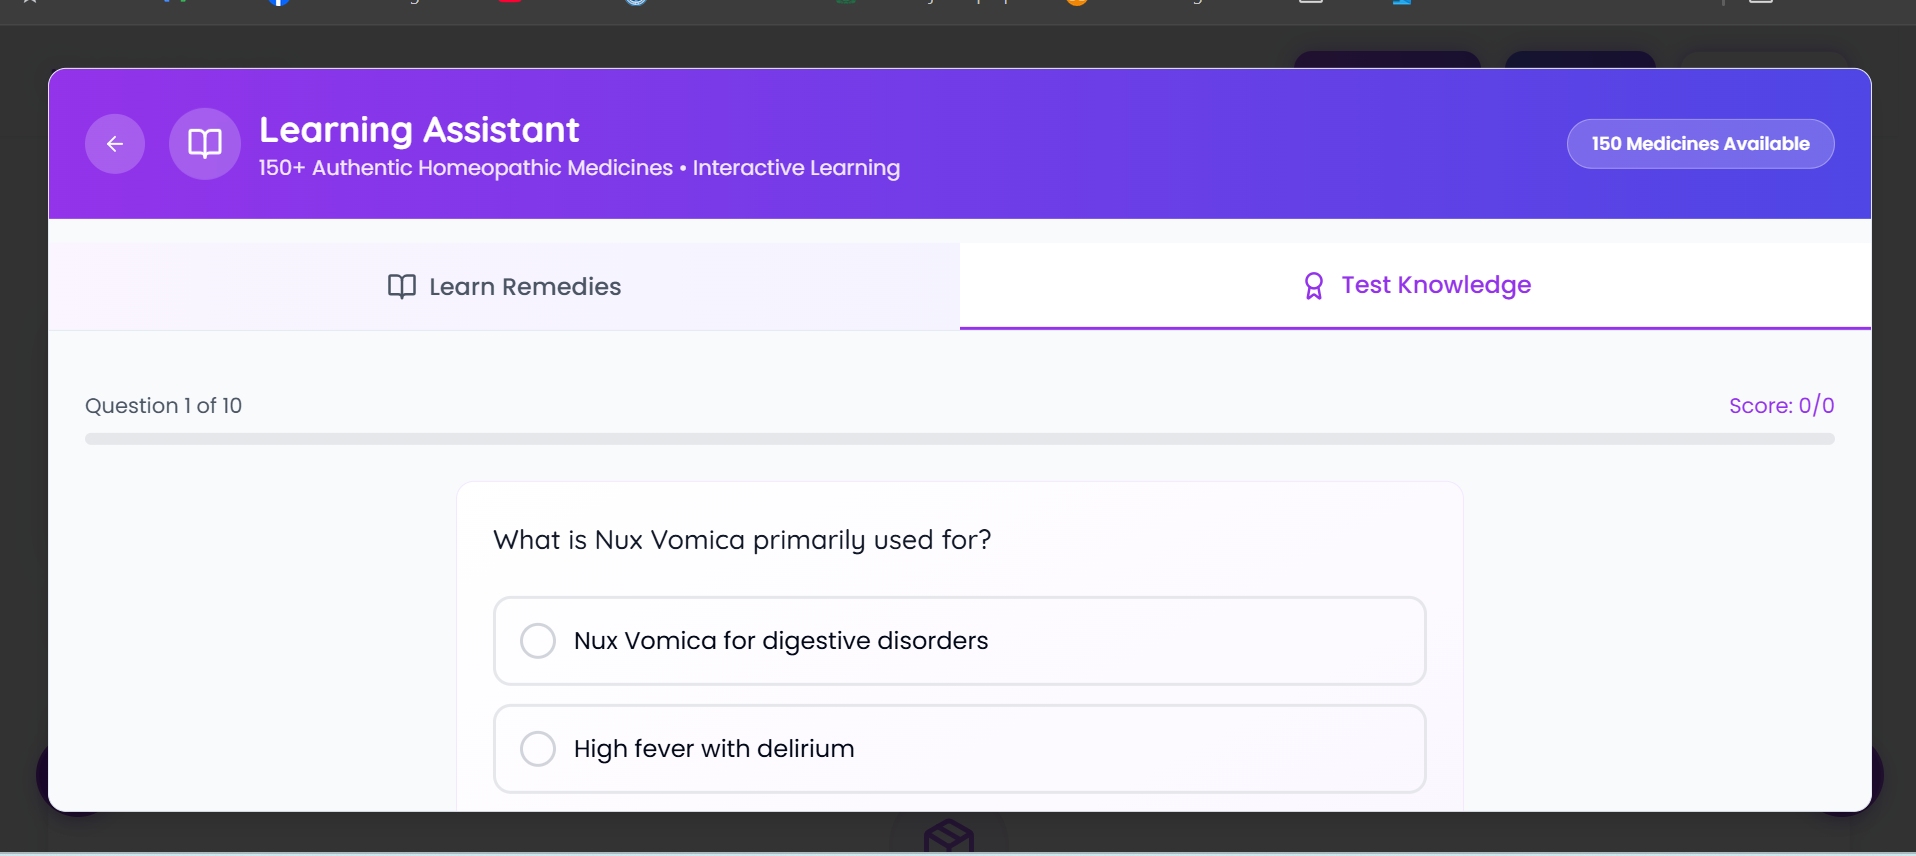 Learning Assistant
150+ Authentic Homeopathic Medicines • Interactive Learning
150 Medicines Available
Learn Remedies
Test Knowledge
Question 1 of 10
Score: 0/0
What is Nux Vomica primarily used for?
Nux Vomica for digestive disorders
High fever with delirium